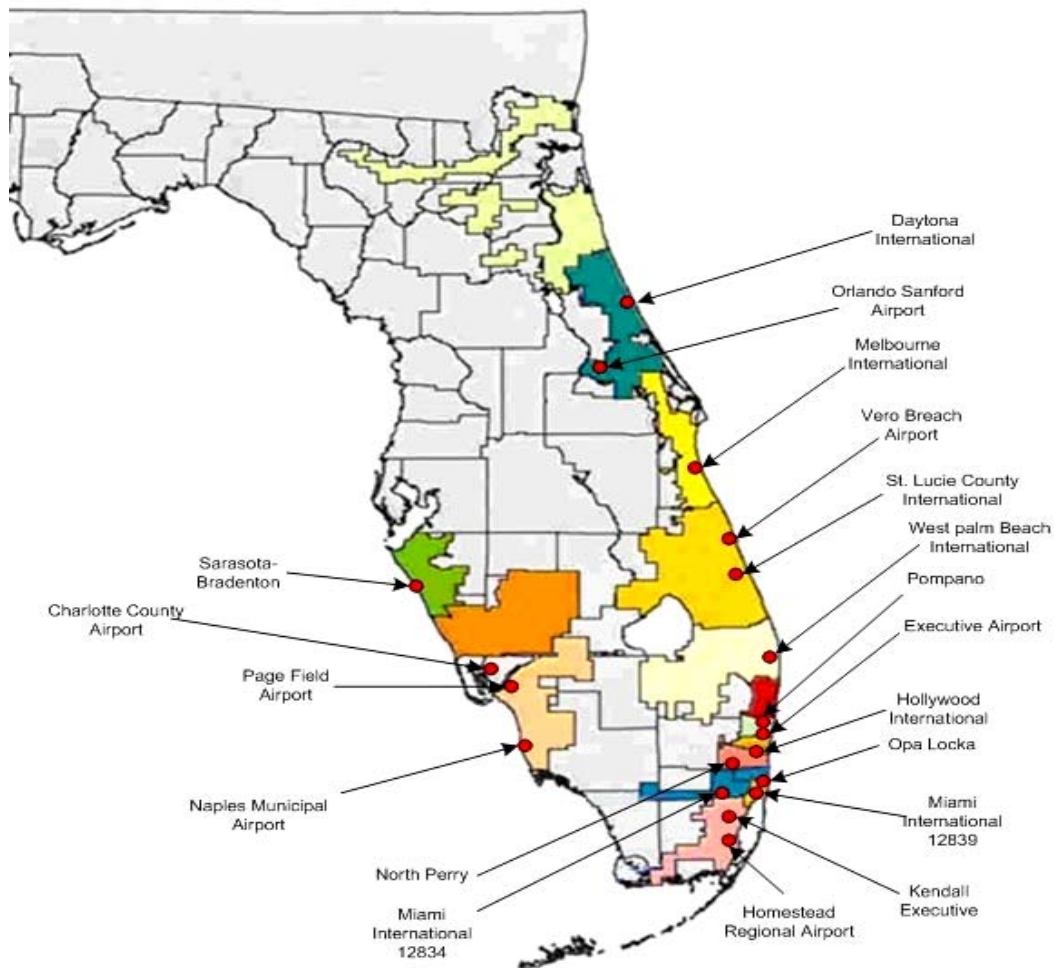 Daytona
International
Orlando Sanford
Airport
Melbourne
International
Vero Breach
Airport
St. Lucie County
International
West palm Beach
International
Pompano
Executive Airport
Hollywood
International
Opa Locka
Miami
International
12839
Kendall
Executive
Homestead
Regional Airport
Miami
International
12834
North Perry
Naples Municipal
Airport
Page Field
Airport
Charlotte County
Airport
Sarasota-
Bradenton